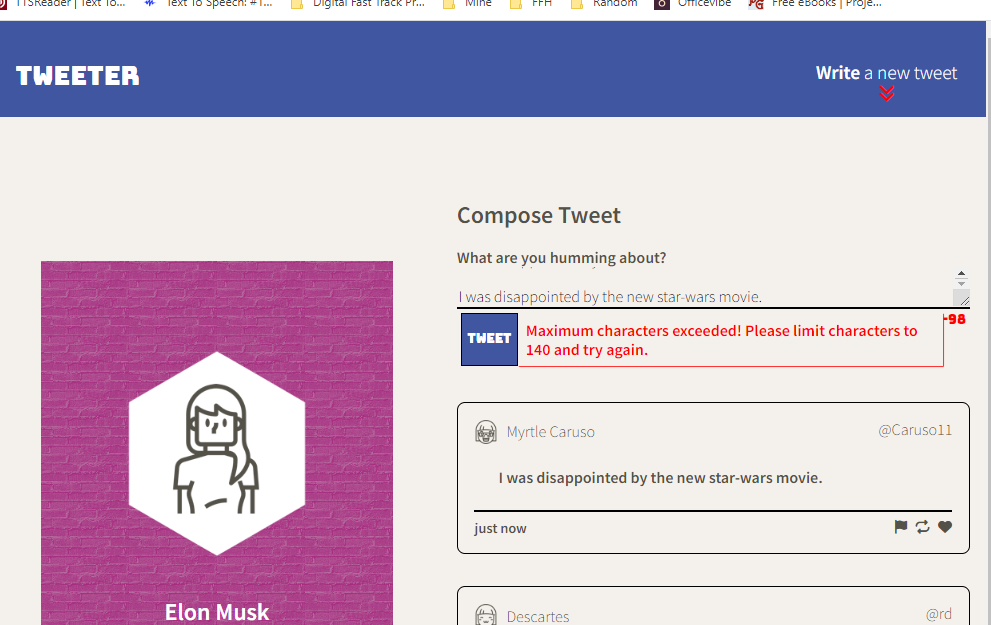 TTSReader | Text To... Text To Speech: #1... Digital Fast Track Pr... Mine FFH Random Officevibe Free eBooks | Proje...
TWEETER
Write a new tweet
Compose Tweet
What are you humming about?
I was disappointed by the new star-wars movie.
TWEET
Maximum characters exceeded! Please limit characters to
140 and try again.
-98
Myrtle Caruso
@Caruso11
I was disappointed by the new star-wars movie.
just now
Elon Musk
Descartes
@rd